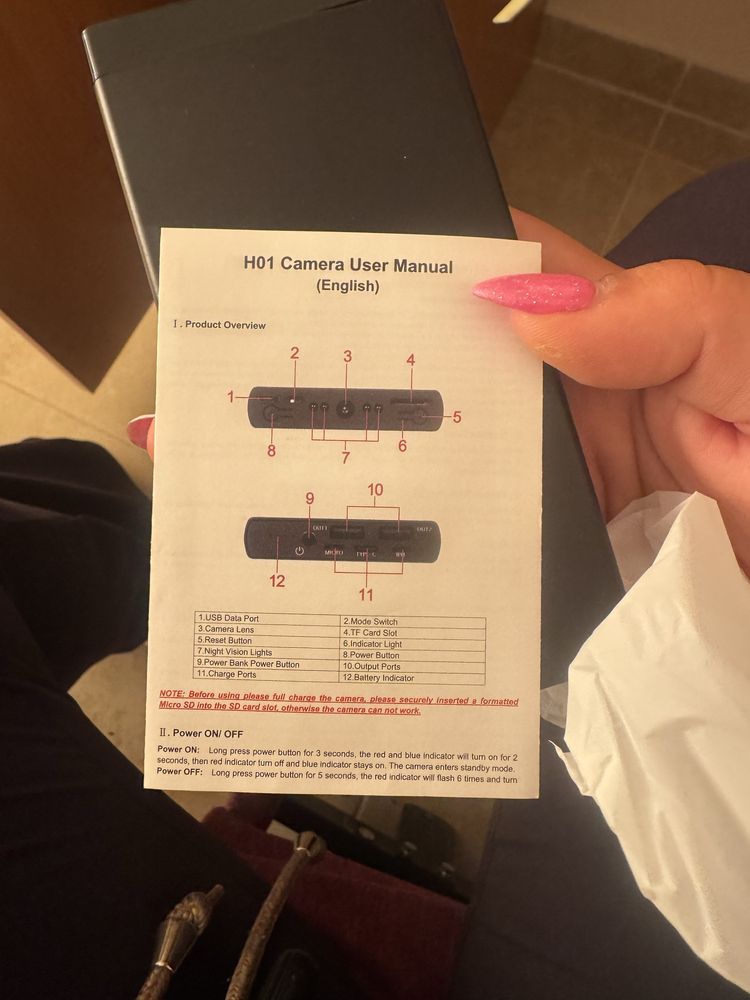 H01 Camera User Manual
(English)
I. Product Overview
2
3
4
1
5
8
7
6
9
10
OUT1
OUT2
MICRO
TYPE-C
12
11
1.USB Data Port
2.Mode Switch
3.Camera Lens
4.TF Card Slot
5.Reset Button
6.Indicator Light
7.Night Vision Lights
8.Power Button
9.Power Bank Power Button
10.Output Ports
11.Charge Ports
12.Battery Indicator
NOTE: Before using please full charge the camera, please securely inserted a formatted
Micro SD into the SD card slot, otherwise the camera can not work.
II. Power ON/ OFF
Power ON: Long press power button for 3 seconds, the red and blue indicator will turn on for 2
seconds, then red indicator turn off and blue indicator stays on. The camera enters standby mode.
Power OFF: Long press power button for 5 seconds, the red indicator will flash 6 times and turn